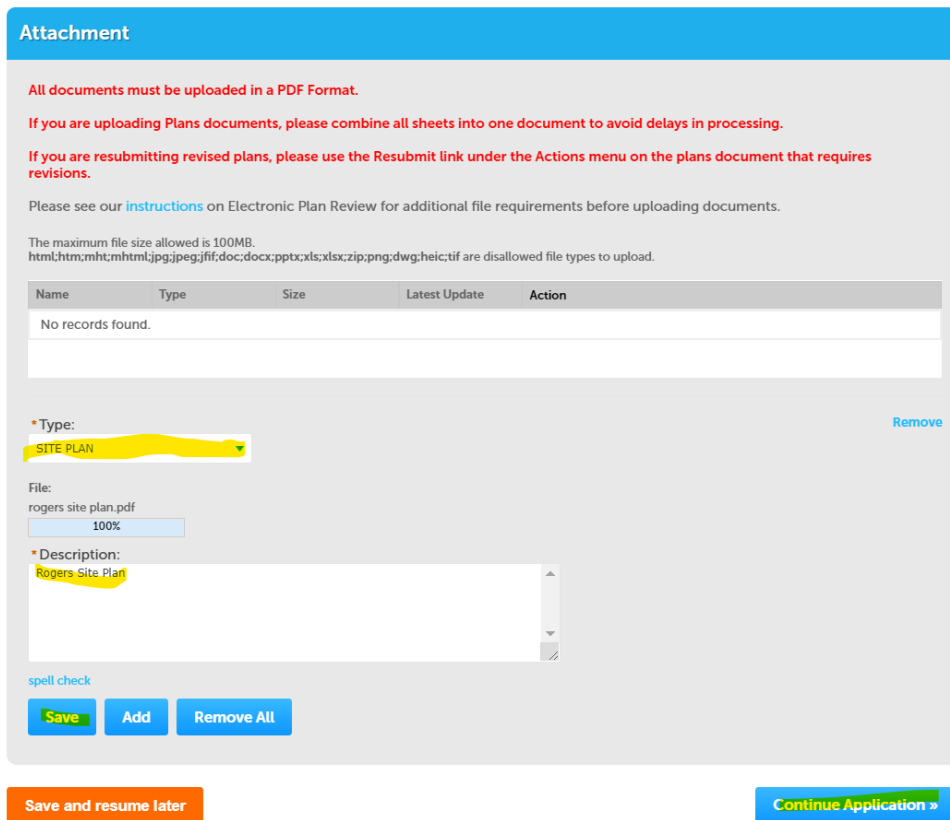 Attachment
All documents must be uploaded in a PDF Format.
If you are uploading Plans documents, please combine all sheets into one document to avoid delays in processing.
If you are resubmitting revised plans, please use the Resubmit link under the Actions menu on the plans document that requires
revisions.
Please see our instructions on Electronic Plan Review for additional file requirements before uploading documents.
The maximum file size allowed is 100MB.
html;htm;mht;mhtml;jpg;jpeg;jfif;doc;docx;pptx;xls;xlsx;zip;png;dwg;heic;tif are disallowed file types to upload.
Name Type Size Latest Update Action
No records found.
*Type: Remove
SITE PLAN
File:
rogers site plan.pdf
100%
*Description:
Rogers Site Plan
spell check
Save Add Remove All
Save and resume later Continue Application »